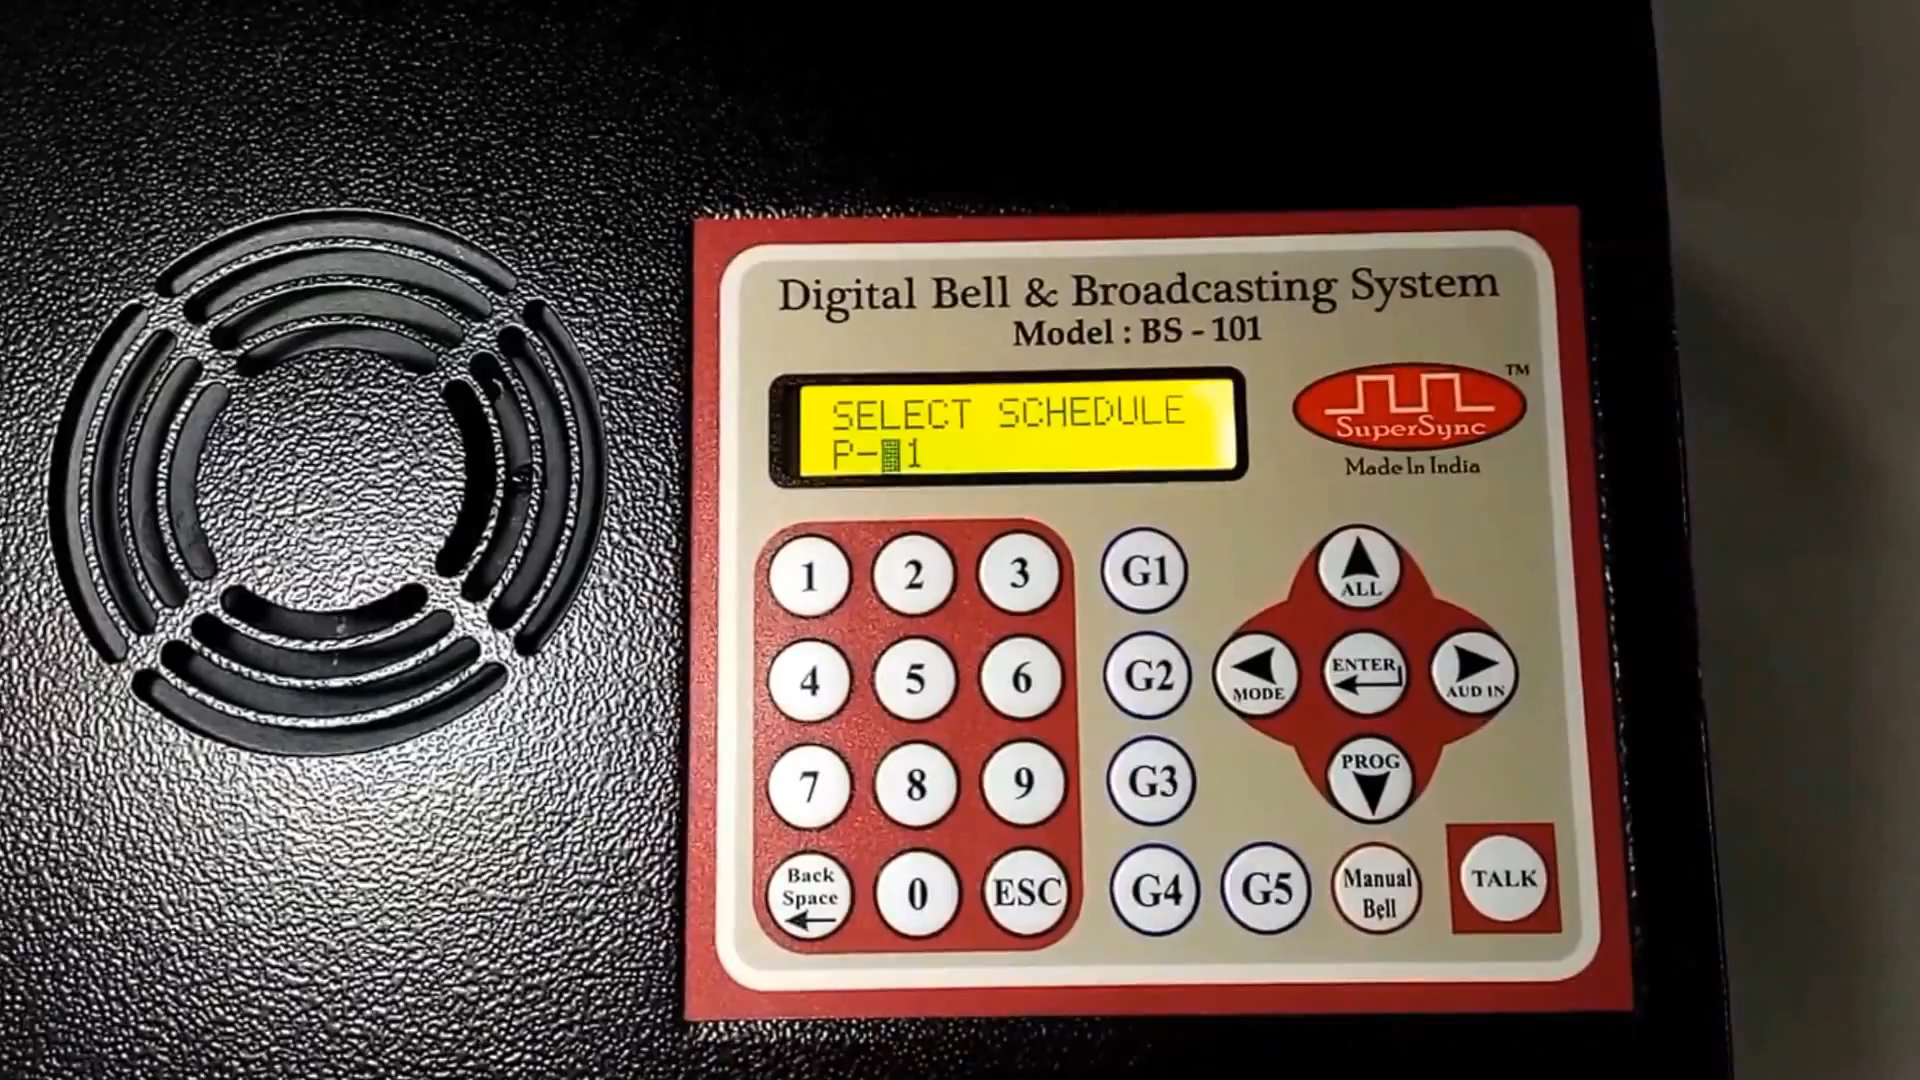 Digital Bell & Broadcasting System
Model : BS - 101
SELECT SCHEDULE
P- 1
TM
SuperSync
Made In India
1 2 3
4 5 6
7 8 9
Back Space 0 ESC
G1
G2
G3
G4 G5
ALL
MODE
ENTER
AUD IN
PROG
Manual Bell
TALK